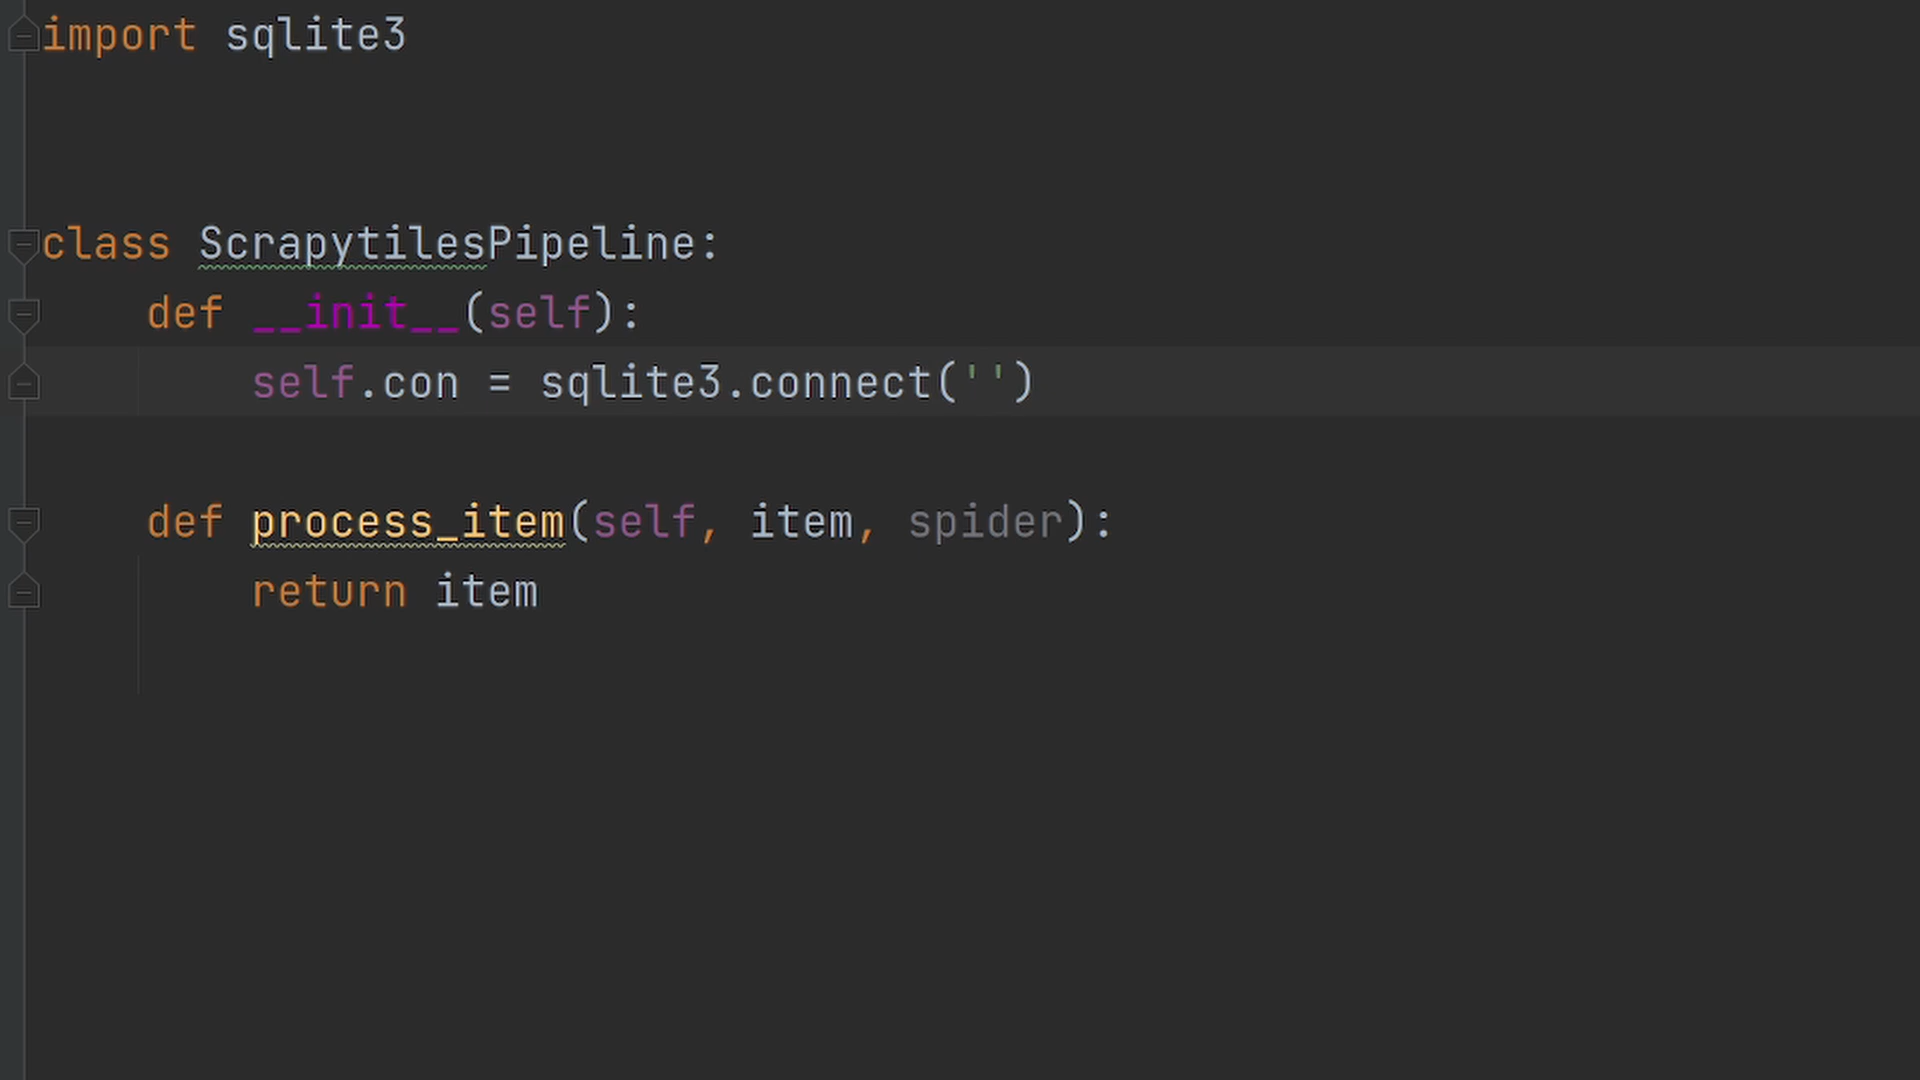 import sqlite3
class ScrapytilesPipeline:
def __init__(self):
self.con = sqlite3.connect('')
def process_item(self, item, spider):
return item